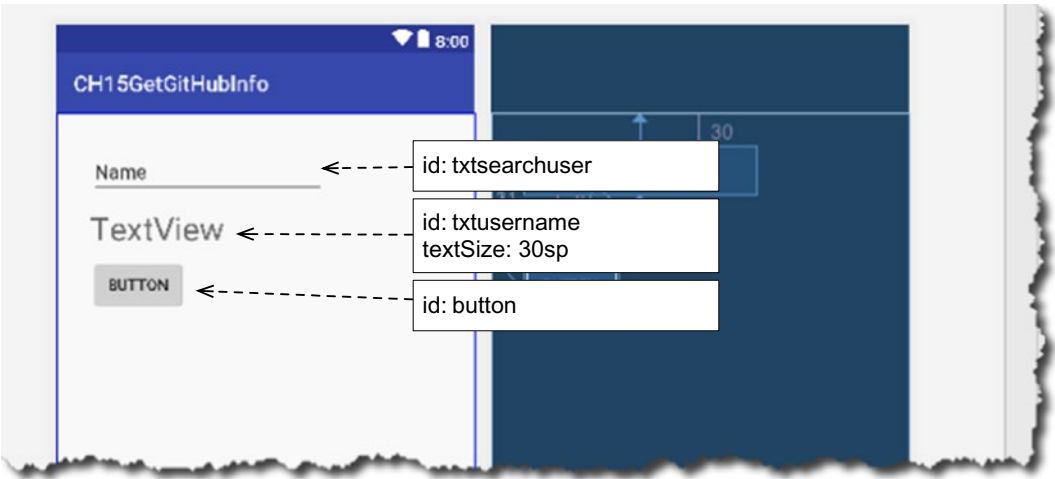 8:00
CH15GetGitHubInfo
30
Name
id: txtsearchuser
TextView
id: txtusername
textSize: 30sp
BUTTON
id: button